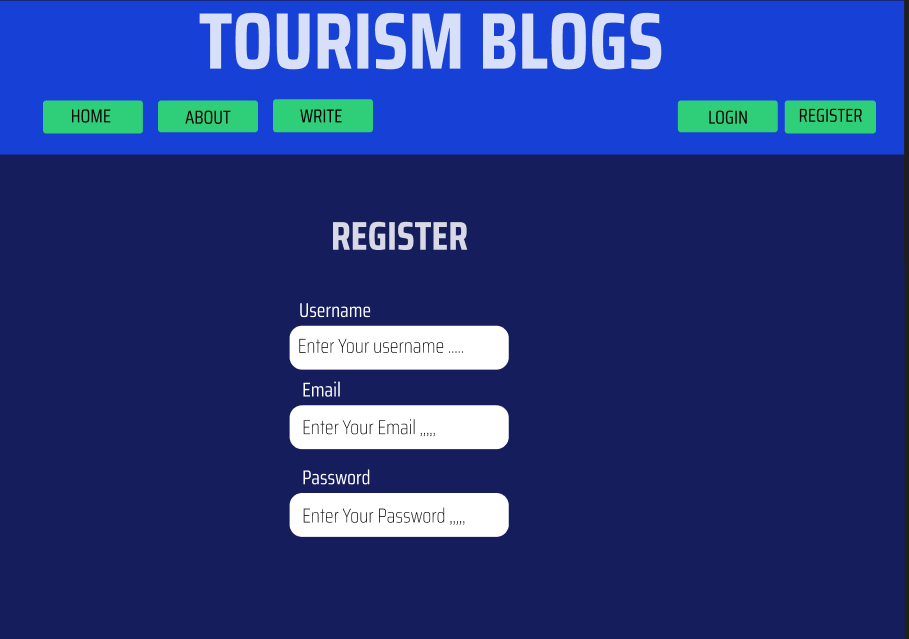 TOURISM BLOGS
HOME ABOUT WRITE LOGIN REGISTER
REGISTER
Username
Enter Your username .....
Email
Enter Your Email ,,,,,
Password
Enter Your Password ,,,,,